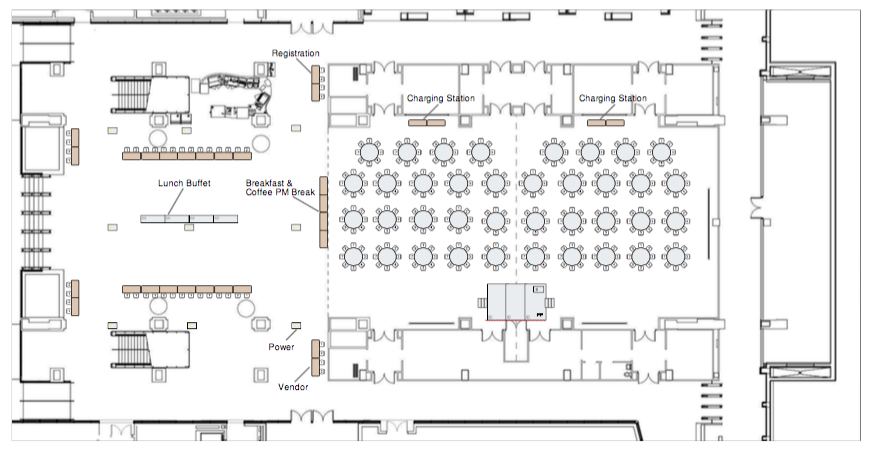 Registration
Charging Station
Charging Station
Lunch Buffet
Breakfast &
Coffee PM Break
Power
Vendor